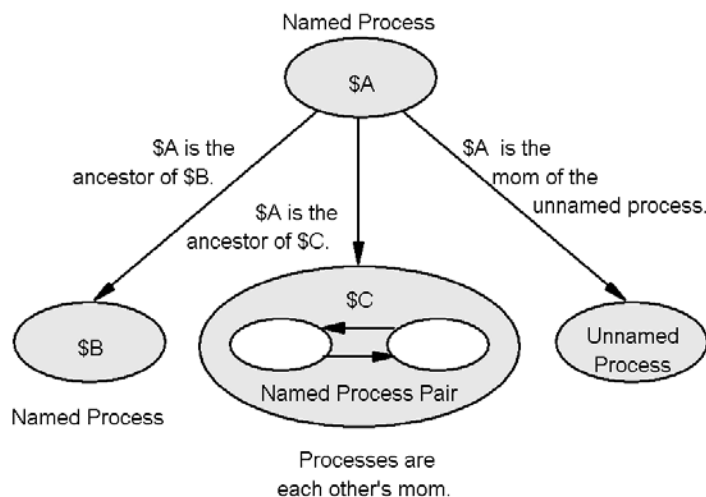 Named Process
$A
$A is the
ancestor of $B.
$A is the
ancestor of $C.
$A is the
mom of the
unnamed process.
$B
Named Process
$C
Named Process Pair
Processes are
each other's mom.
Unnamed
Process